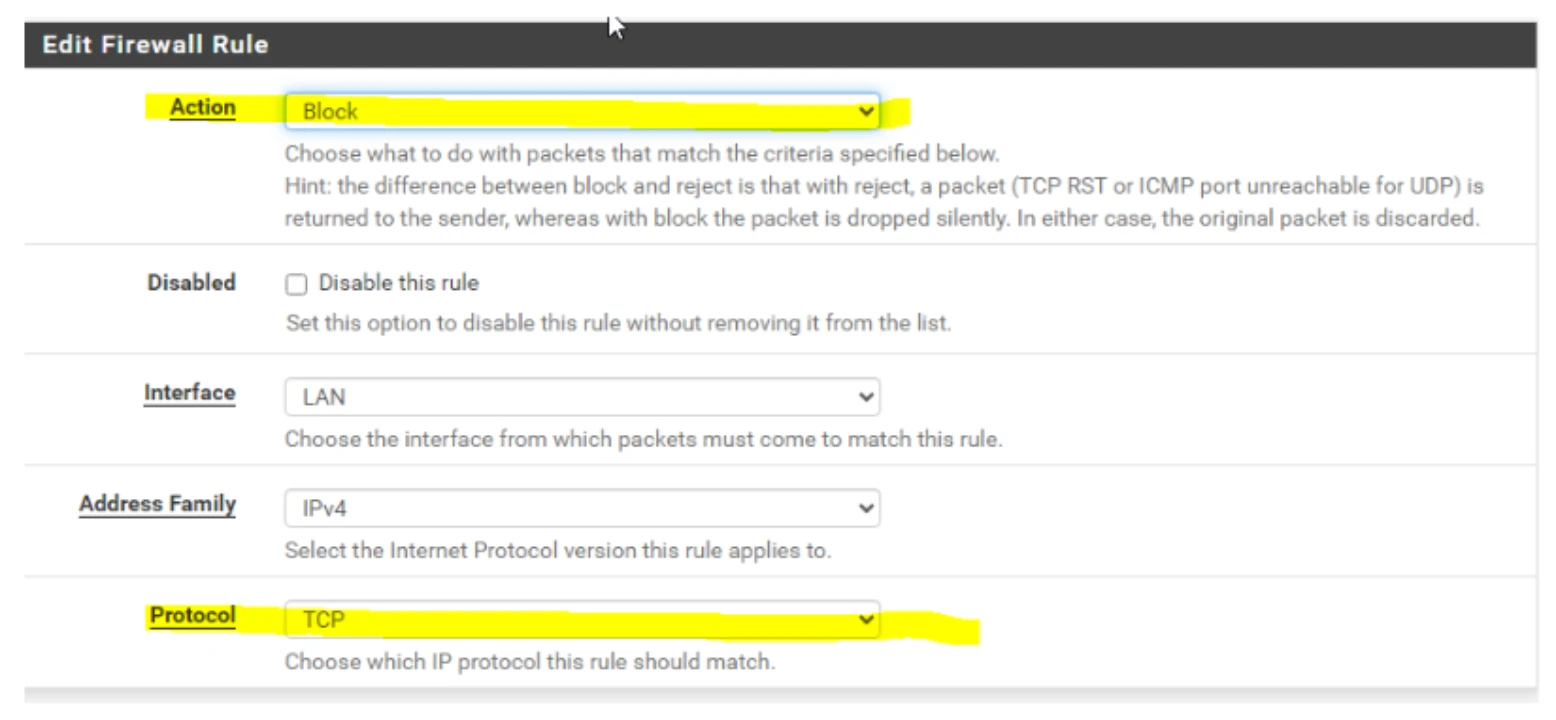 Edit Firewall Rule
Action
Block
Choose what to do with packets that match the criteria specified below.
Hint: the difference between block and reject is that with reject, a packet (TCP RST or ICMP port unreachable for UDP) is
returned to the sender, whereas with block the packet is dropped silently. In either case, the original packet is discarded.
Disabled
Disable this rule
Set this option to disable this rule without removing it from the list.
Interface
LAN
Choose the interface from which packets must come to match this rule.
Address Family
IPv4
Select the Internet Protocol version this rule applies to.
Protocol
TCP
Choose which IP protocol this rule should match.